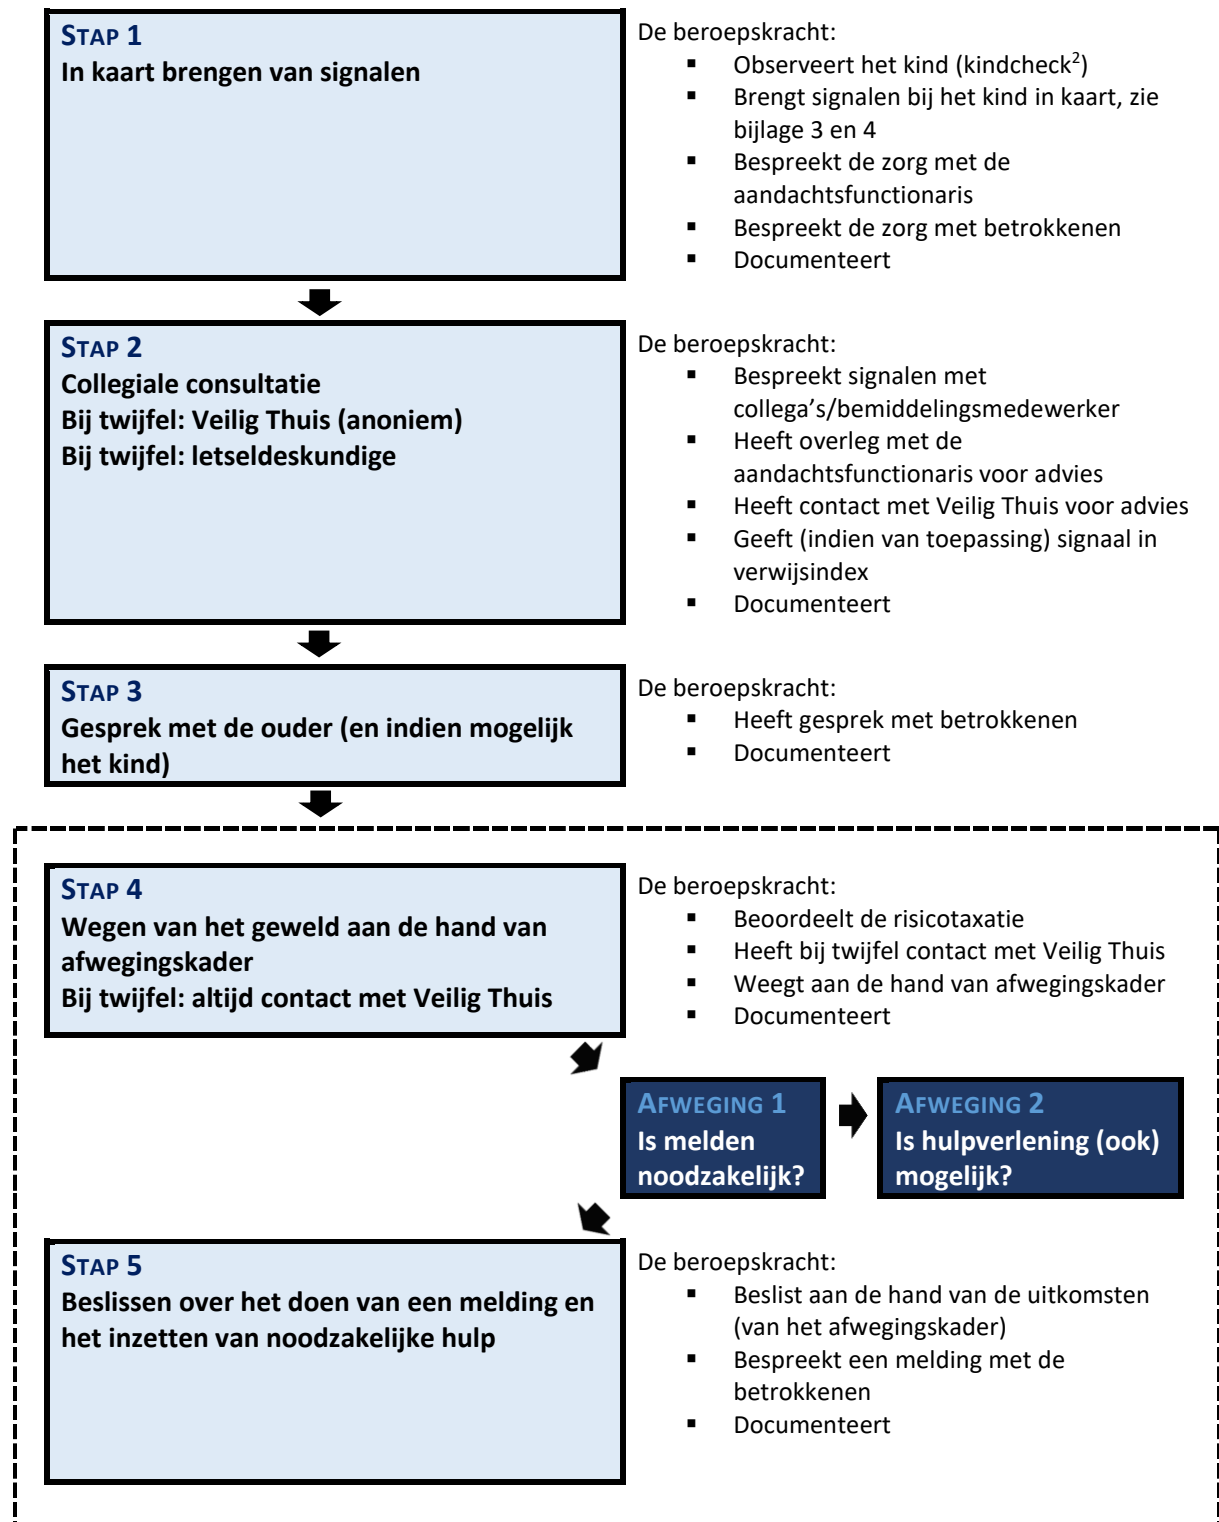 STAP 1
In kaart brengen van signalen
De beroepskracht:
▪ Observeert het kind (kindcheck²)
▪ Brengt signalen bij het kind in kaart, zie
bijlage 3 en 4
▪ Bespreekt de zorg met de
aandachtsfunctionaris
▪ Bespreekt de zorg met betrokkenen
▪ Documenteert
STAP 2
Collegiale consultatie
Bij twijfel: Veilig Thuis (anoniem)
Bij twijfel: letseldeskundige
De beroepskracht:
▪ Bespreekt signalen met
collega’s/bemiddelingsmedewerker
▪ Heeft overleg met de
aandachtsfunctionaris voor advies
▪ Heeft contact met Veilig Thuis voor advies
▪ Geeft (indien van toepassing) signaal in
verwijsindex
▪ Documenteert
STAP 3
Gesprek met de ouder (en indien mogelijk
het kind)
De beroepskracht:
▪ Heeft gesprek met betrokkenen
▪ Documenteert
STAP 4
Wegen van het geweld aan de hand van
afwegingskader
Bij twijfel: altijd contact met Veilig Thuis
De beroepskracht:
▪ Beoordeelt de risicotaxatie
▪ Heeft bij twijfel contact met Veilig Thuis
▪ Weegt aan de hand van afwegingskader
▪ Documenteert
AFWEGING 1
Is melden
noodzakelijk?
AFWEGING 2
Is hulpverlening (ook)
mogelijk?
STAP 5
Beslissen over het doen van een melding en
het inzetten van noodzakelijke hulp
De beroepskracht:
▪ Beslist aan de hand van de uitkomsten
(van het afwegingskader)
▪ Bespreekt een melding met de
betrokkenen
▪ Documenteert